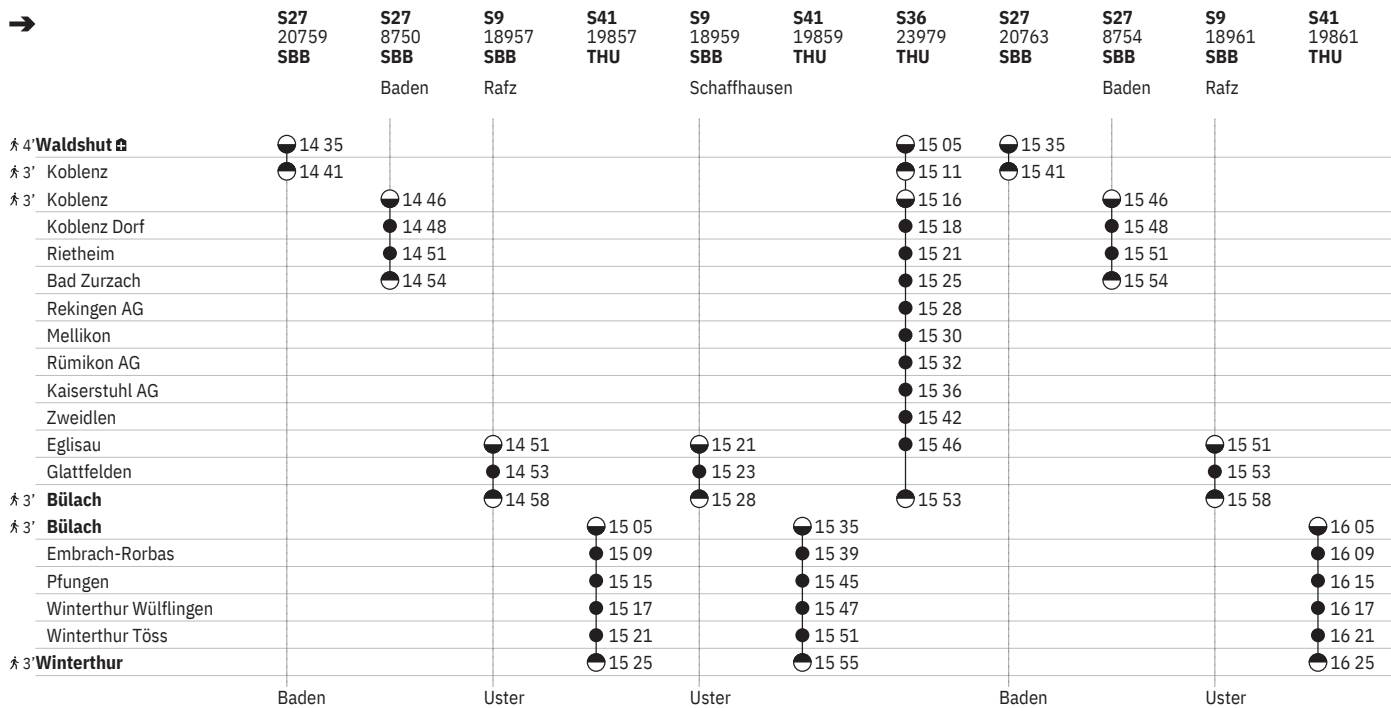 S27 S27 S9 S41 S9 S41 S36 S27 S27 S9 S41
20759 8750 18957 19857 18959 19859 23979 20763 8754 18961 19861
SBB SBB SBB THU SBB THU THU SBB SBB SBB THU
Baden Rafz Schaffhausen Baden Rafz
4' Waldshut 14 35 15 05 15 35
3' Koblenz 14 41 15 11 15 41
3' Koblenz 14 46 15 16 15 46
Koblenz Dorf 14 48 15 18 15 48
Rietheim 14 51 15 21 15 51
Bad Zurzach 14 54 15 25 15 54
Rekingen AG 15 28
Mellikon 15 30
Rümikon AG 15 32
Kaiserstuhl AG 15 36
Zweidlen 15 42
Eglisau 14 51 15 21 15 46 15 51
Glattfelden 14 53 15 23 15 53
3' Bülach 14 58 15 28 15 53 15 58
3' Bülach 15 05 15 35 16 05
Embrach-Rorbas 15 09 15 39 16 09
Pfungen 15 15 15 45 16 15
Winterthur Wülflingen 15 17 15 47 16 17
Winterthur Töss 15 21 15 51 16 21
3' Winterthur 15 25 15 55 16 25
Baden Uster Uster Baden Uster